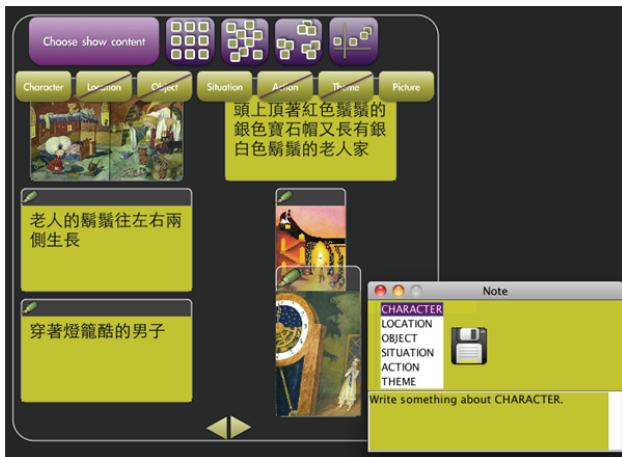 Choose show content
Character
Location
Object
Situation
Action
Theme
Picture
頭上頂著紅色鬚鬚的
銀色寶石帽又長有銀
白色鬍鬚的老人家
老人的鬍鬚往左右兩
側生長
穿著燈籠酷的男子
Note
CHARACTER
LOCATION
OBJECT
SITUATION
ACTION
THEME
Write something about CHARACTER.